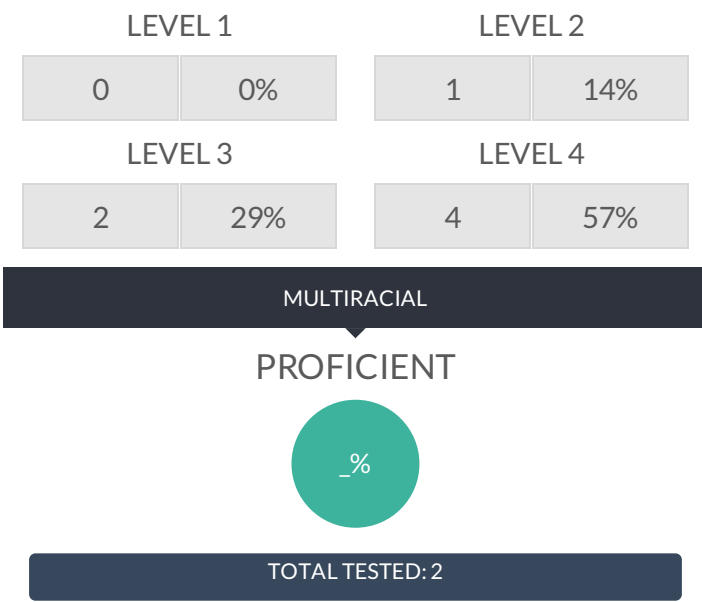 LEVEL 1 LEVEL 2
0 0% 1 14%
LEVEL 3 LEVEL 4
2 29% 4 57%
MULTIRACIAL
PROFICIENT
_%
TOTAL TESTED: 2